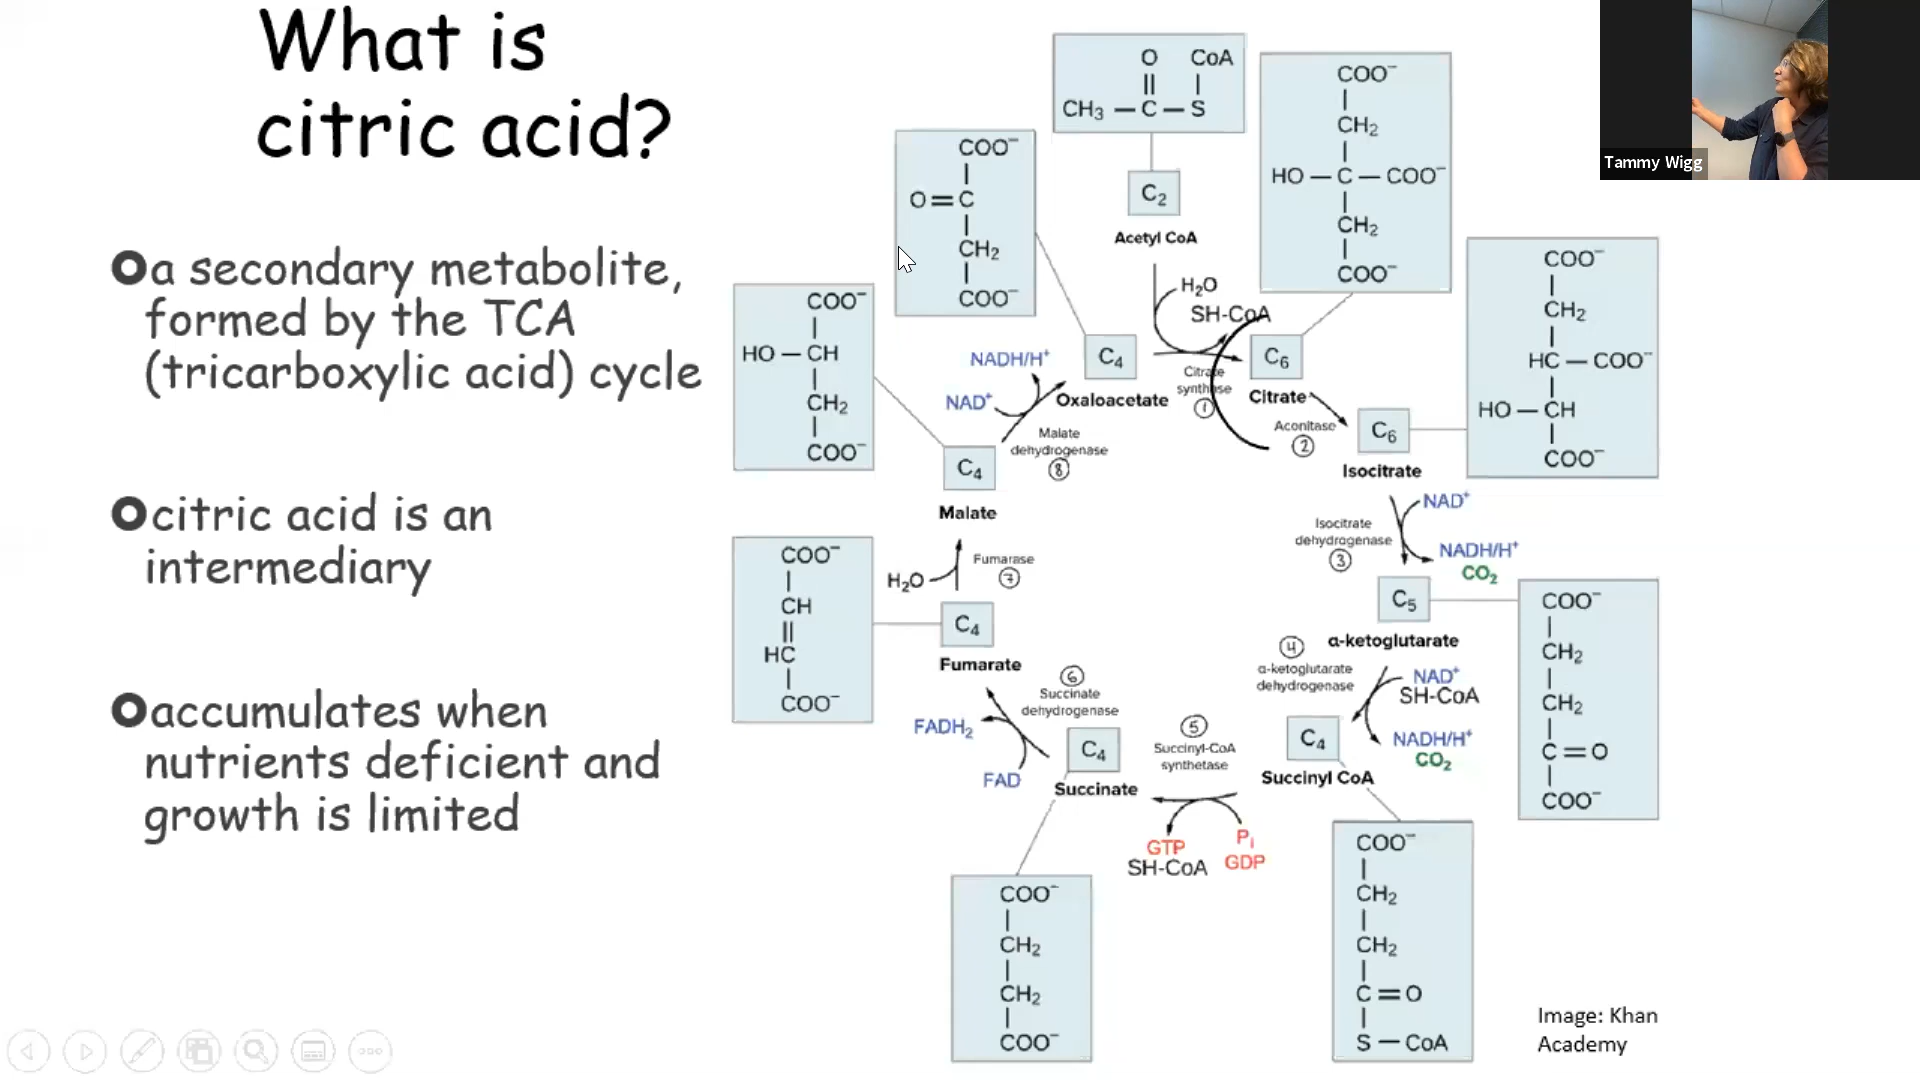 What is
citric acid?
a secondary metabolite,
formed by the TCA
(tricarboxylic acid) cycle
citric acid is an
intermediary
accumulates when
nutrients deficient and
growth is limited
O CoA
CH₃ — C — S
C₂
Acetyl CoA
H₂O
SH-CoA
COO⁻
CH₂
HO — C — COO⁻
CH₂
COO⁻
C₆
Citrate
Citrate
synthase
1
Aconitase
2
COO⁻
CH₂
HC — COO⁻
HO — CH
COO⁻
C₆
Isocitrate
NAD⁺
NADH/H⁺
CO₂
Isocitrate
dehydrogenase
3
C₅
α-ketoglutarate
COO⁻
CH₂
CH₂
C=O
COO⁻
4
α-ketoglutarate
dehydrogenase
NAD⁺
SH-CoA
NADH/H⁺
CO₂
C₄
Succinyl CoA
COO⁻
CH₂
CH₂
C=O
S — CoA
5
Succinyl-CoA
synthetase
Pᵢ
GDP
GTP
SH-CoA
C₄
Succinate
COO⁻
CH₂
CH₂
COO⁻
6
Succinate
dehydrogenase
FAD
FADH₂
C₄
Fumarate
COO⁻
CH
HC
COO⁻
H₂O
Fumarase
7
C₄
Malate
COO⁻
HO — CH
CH₂
COO⁻
NAD⁺
NADH/H⁺
Malate
dehydrogenase
8
C₄
Oxaloacetate
COO⁻
O=C
CH₂
COO⁻
Image: Khan
Academy
Tammy Wigg